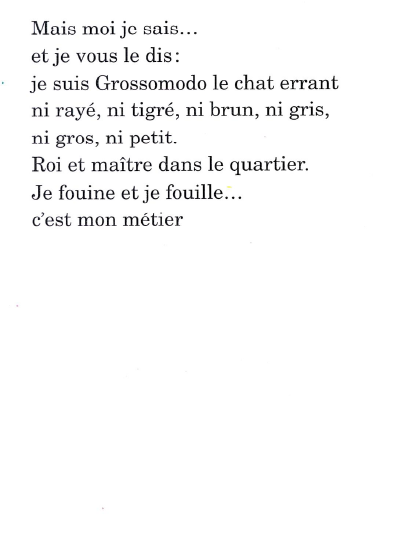 Mais moi je sais...
et je vous le dis :
je suis Grossomodo le chat errant
ni rayé, ni tigré, ni brun, ni gris,
ni gros, ni petit.
Roi et maître dans le quartier.
Je fouine et je fouille...
c'est mon métier